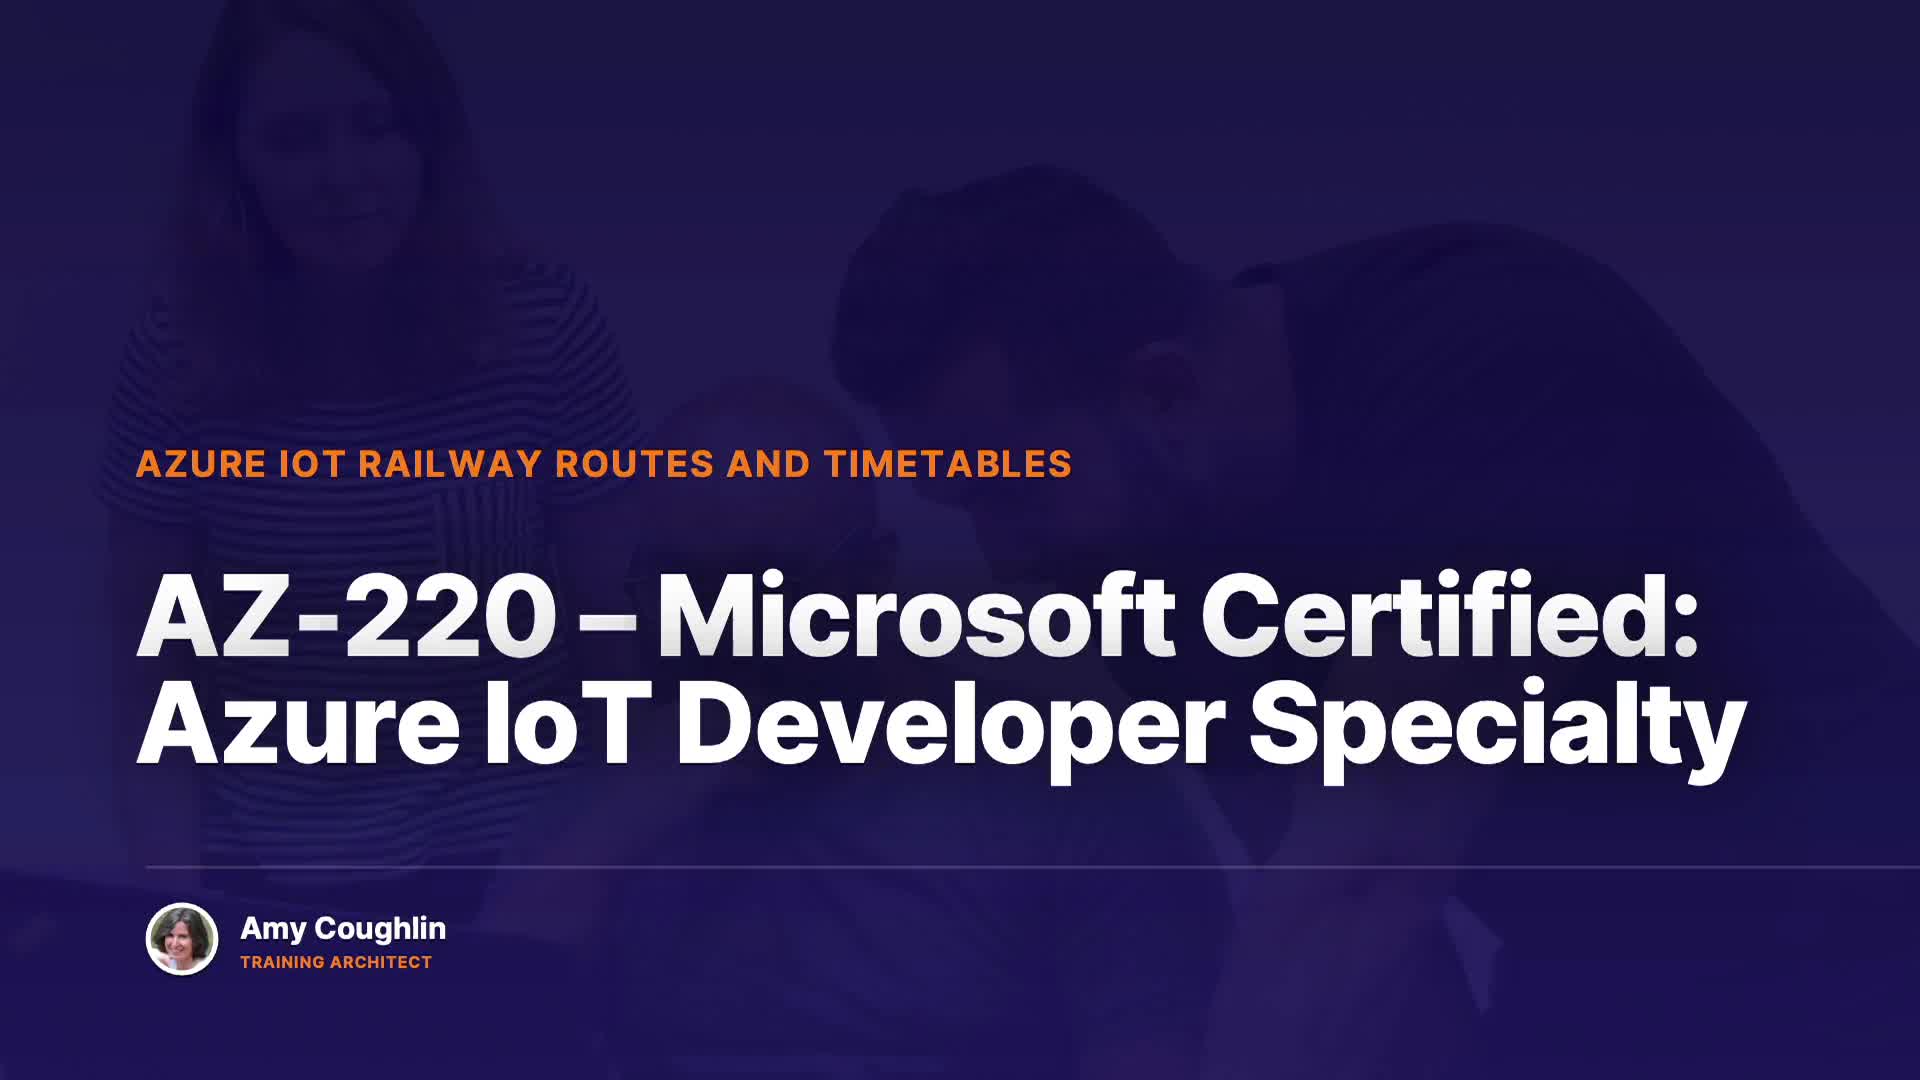 AZURE IOT RAILWAY ROUTES AND TIMETABLES
AZ-220 – Microsoft Certified:
Azure IoT Developer Specialty
Amy Coughlin
TRAINING ARCHITECT